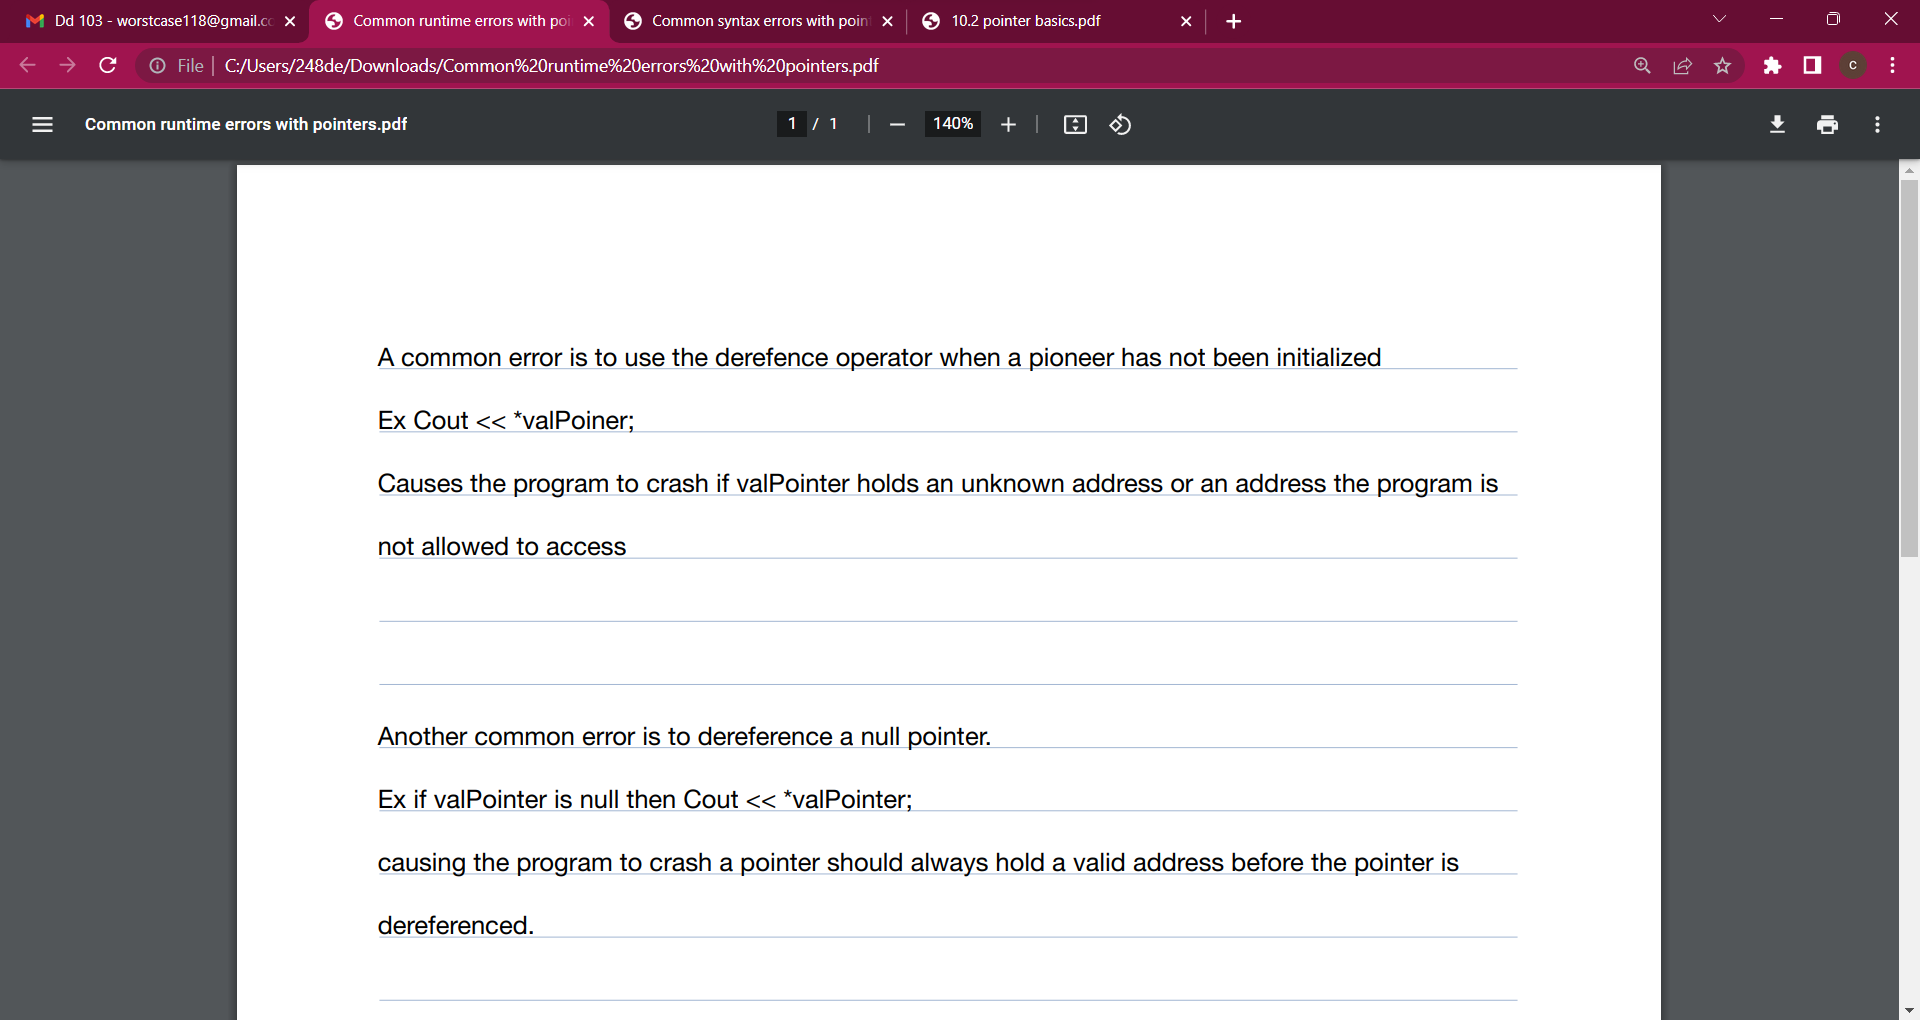 Dd 103 - worstcase118@gmail.cc
Common runtime errors with poi
Common syntax errors with poin
10.2 pointer basics.pdf
File
C:/Users/248de/Downloads/Common%20runtime%20errors%20with%20pointers.pdf
c
Common runtime errors with pointers.pdf
1 / 1
140%
A common error is to use the derefence operator when a pioneer has not been initialized
Ex Cout << *valPoiner;
Causes the program to crash if valPointer holds an unknown address or an address the program is
not allowed to access
Another common error is to dereference a null pointer.
Ex if valPointer is null then Cout << *valPointer;
causing the program to crash a pointer should always hold a valid address before the pointer is
dereferenced.